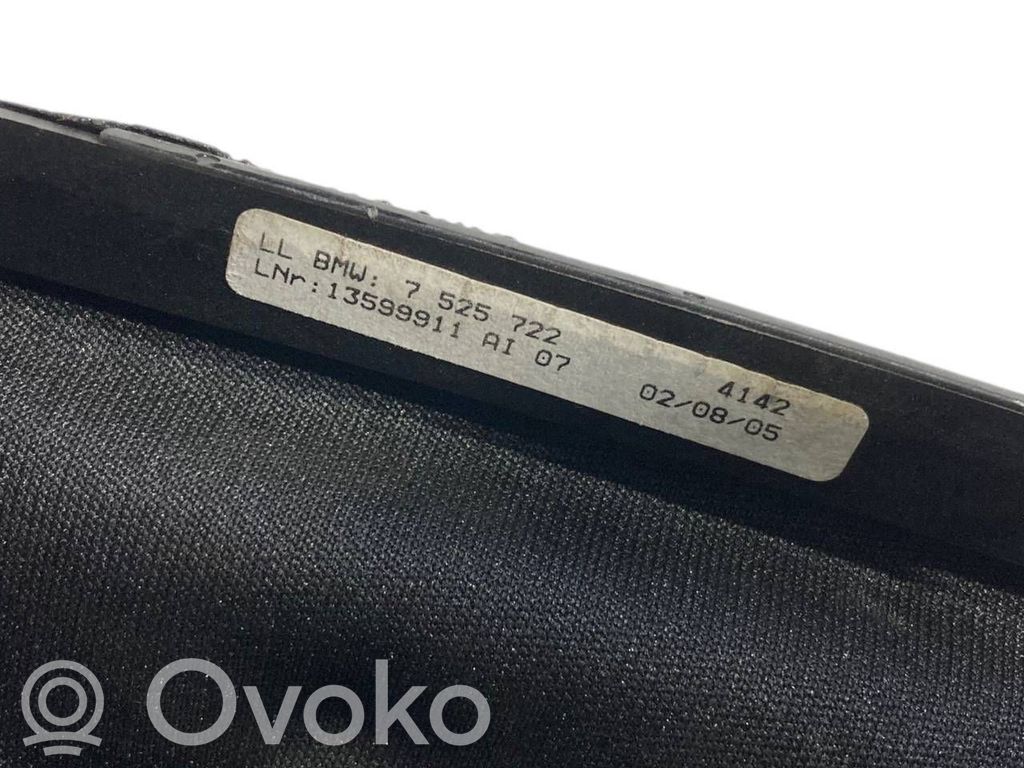 LL BMW: 7 525 722 4142
LNr:13599911 AI 07 02/08/05
Ovoko